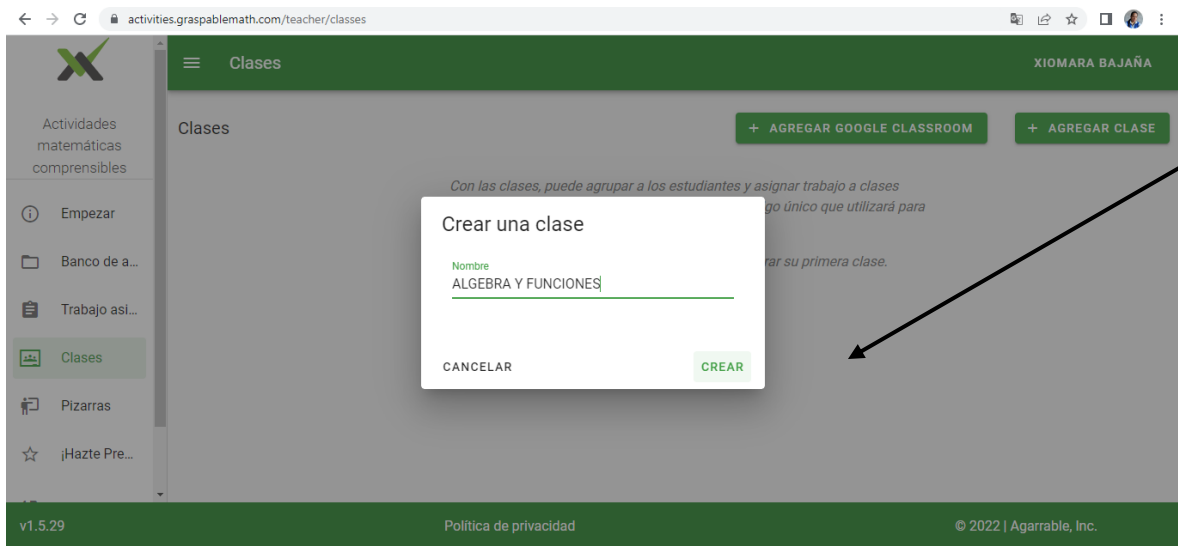 activities.graspablemath.com/teacher/classes
Clases
XIOMARA BAJAÑA
Actividades
matemáticas
comprensibles
Clases
+ AGREGAR GOOGLE CLASSROOM
+ AGREGAR CLASE
Con las clases, puede agrupar a los estudiantes y asignar trabajo a clases
go único que utilizará para
rar su primera clase.
Crear una clase
Nombre
ALGEBRA Y FUNCIONES
CANCELAR
CREAR
Empezar
Banco de a...
Trabajo asi...
Clases
Pizarras
¡Hazte Pre...
v1.5.29
Política de privacidad
© 2022 | Agarrable, Inc.